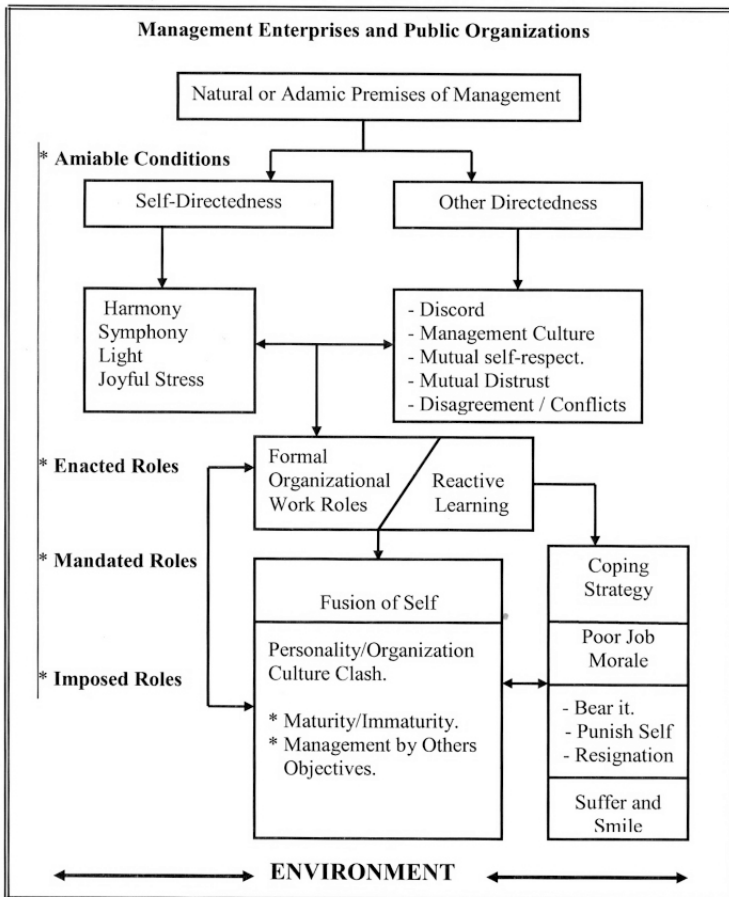 Management Enterprises and Public Organizations
Natural or Adamic Premises of Management
* Amiable Conditions
Self-Directedness
Other Directedness
Harmony
Symphony
Light
Joyful Stress
- Discord
- Management Culture
- Mutual self-respect.
- Mutual Distrust
- Disagreement / Conflicts
* Enacted Roles
Formal
Organizational
Work Roles
Reactive
Learning
* Mandated Roles
Fusion of Self
Coping
Strategy
Poor Job
Morale
* Imposed Roles
Personality/Organization
Culture Clash.
* Maturity/Immaturity.
* Management by Others
Objectives.
- Bear it.
- Punish Self
- Resignation
Suffer and
Smile
ENVIRONMENT